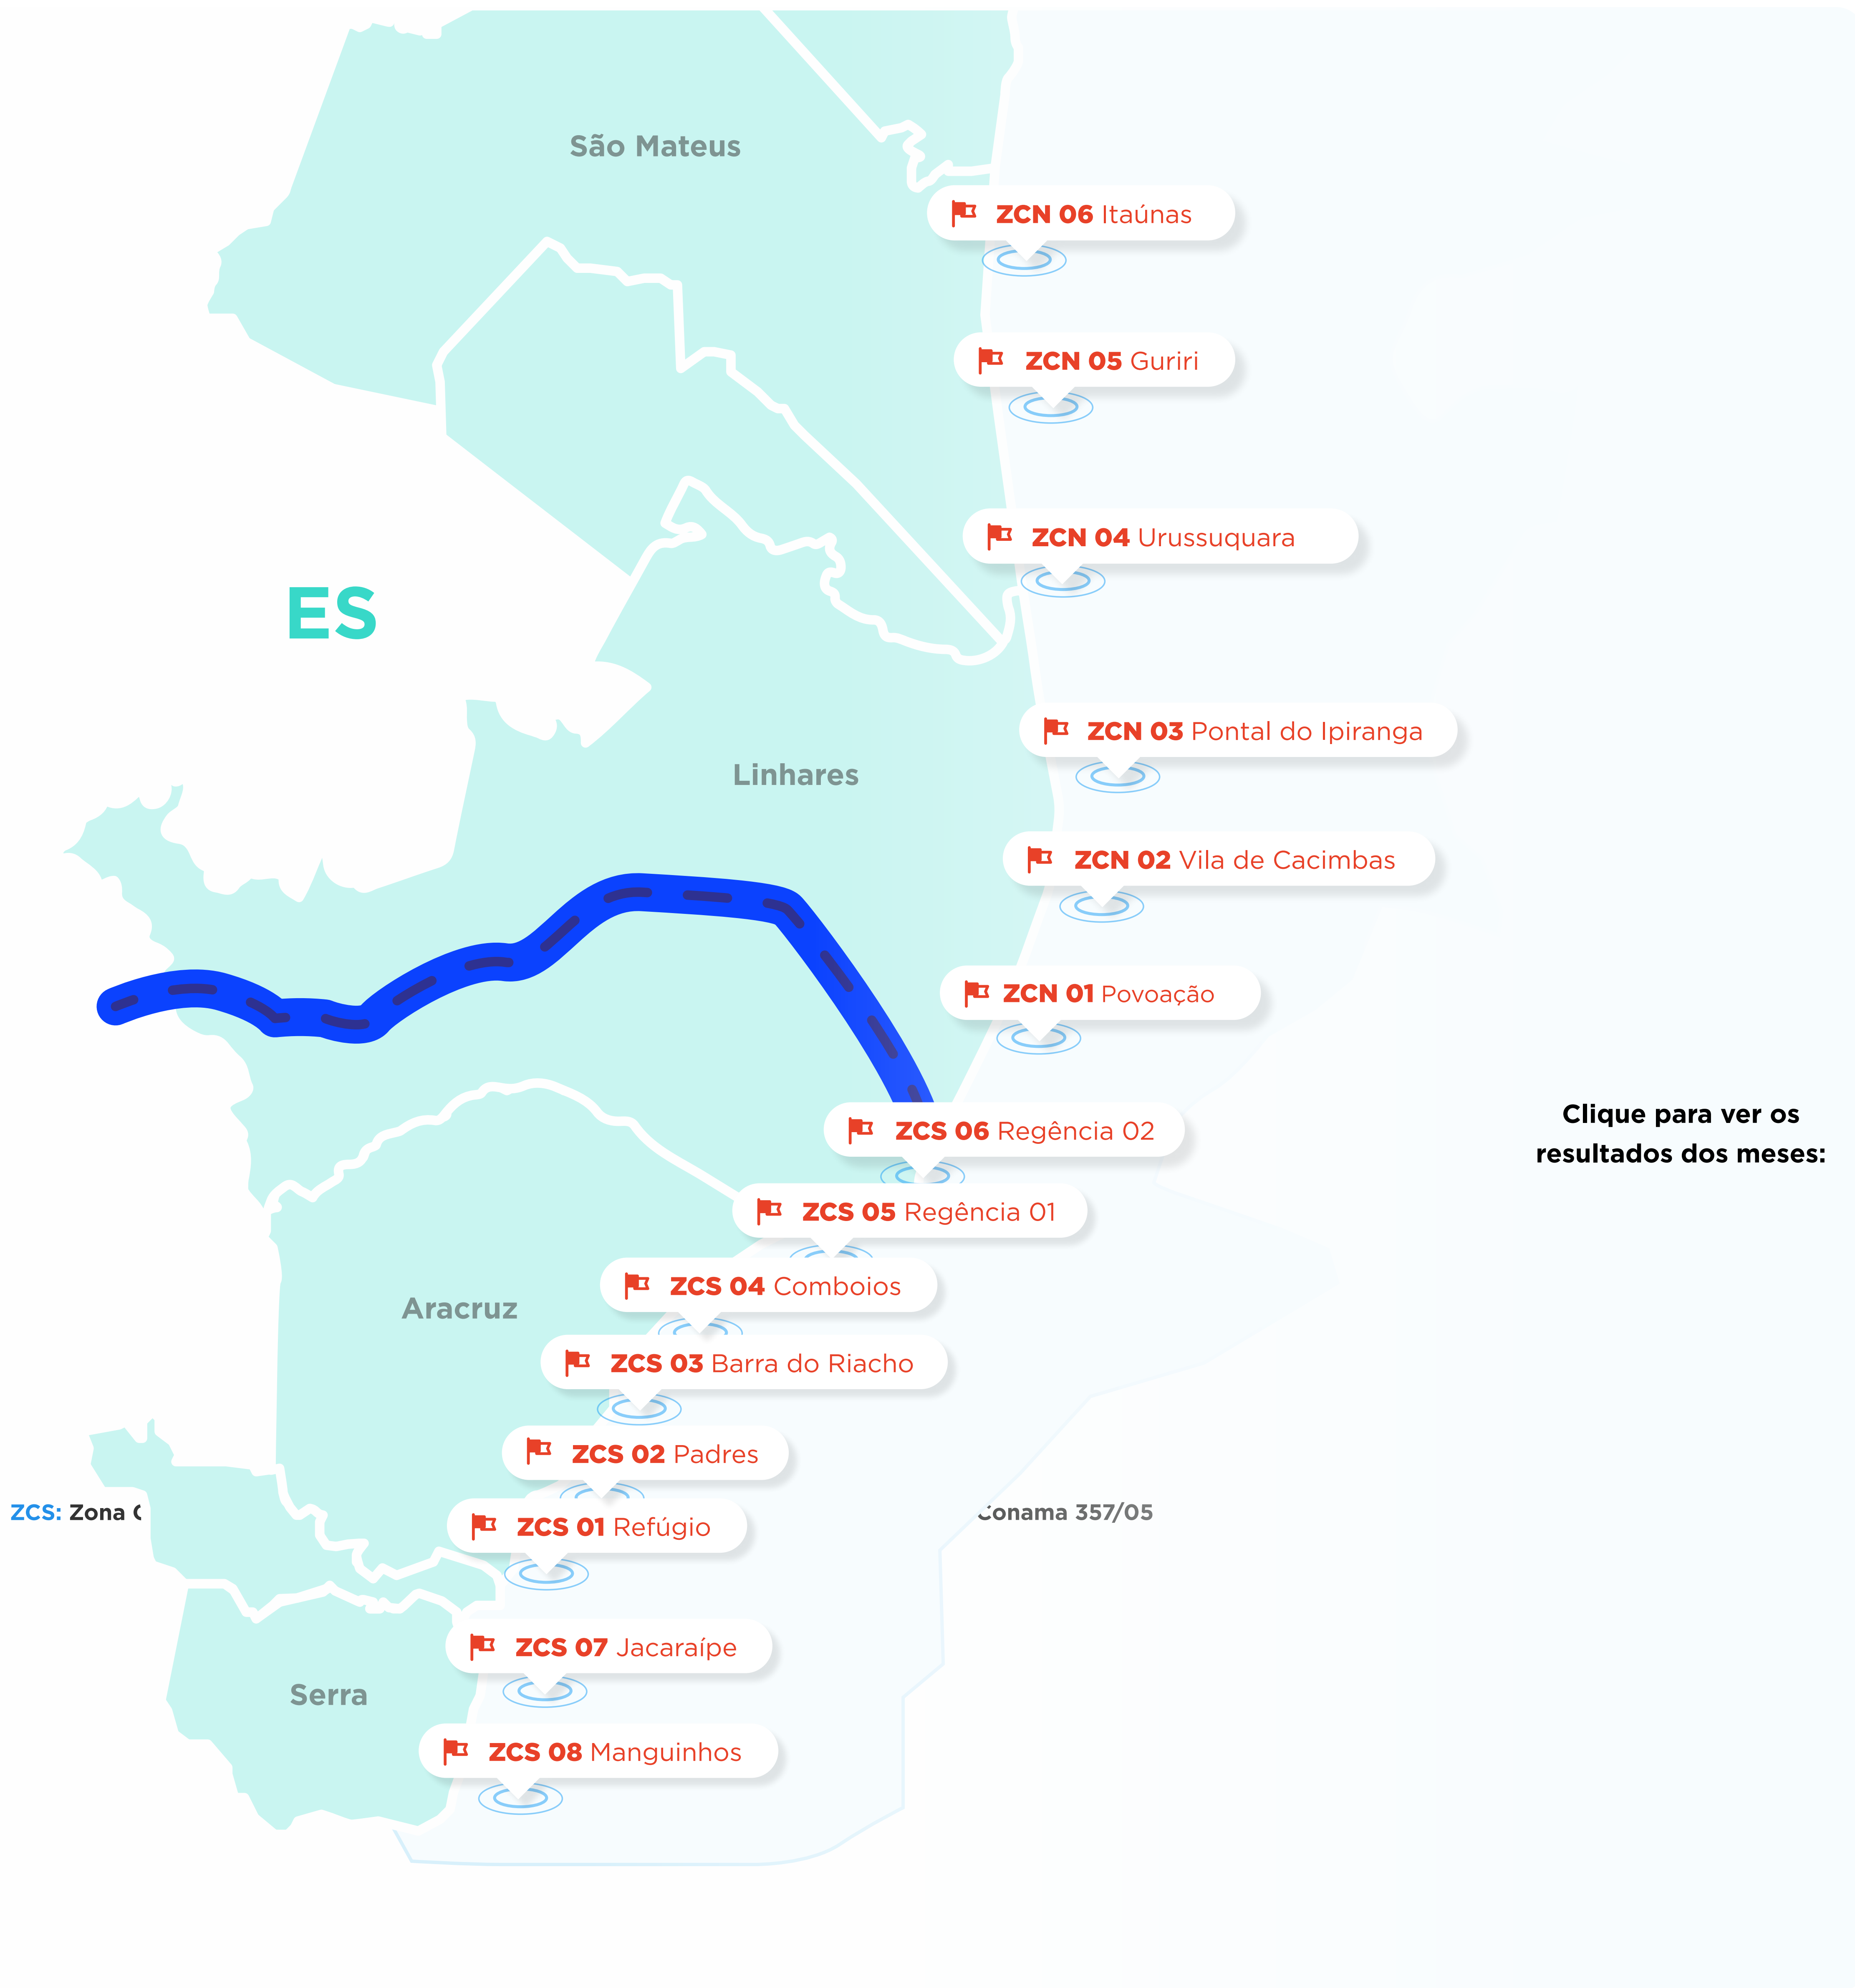 São Mateus
ZCN 06 Itaúnas
ZCN 05 Guriri
ZCN 04 Urussuquara
ES
ZCN 03 Pontal do Ipiranga
Linhares
ZCN 02 Vila de Cacimbas
ZCN 01 Povoação
Clique para ver os
resultados dos meses:
ZCS 06 Regência 02
ZCS 05 Regência 01
ZCS 04 Comboios
Aracruz
ZCS 03 Barra do Riacho
ZCS 02 Padres
ZCS: Zona
Conama 357/05
ZCS 01 Refúgio
ZCS 07 Jacaraípe
Serra
ZCS 08 Manguinhos